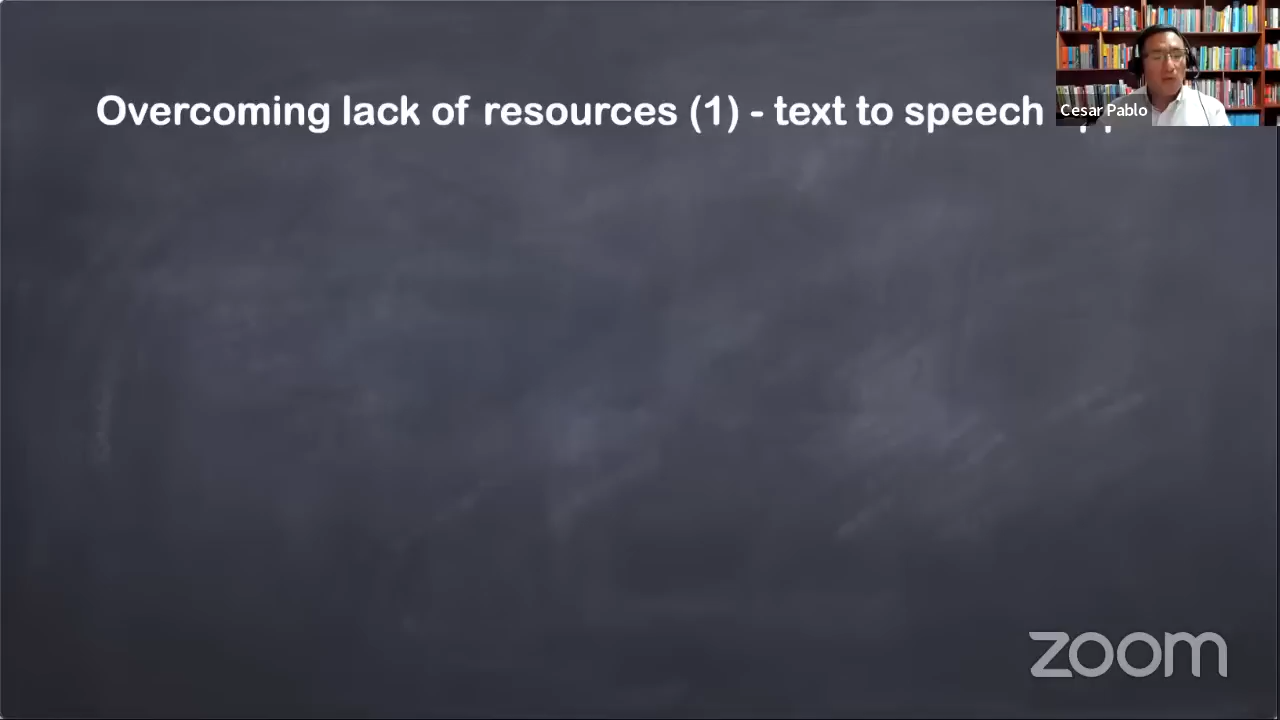 Overcoming lack of resources (1) - text to speech
Cesar Pablo
zoom